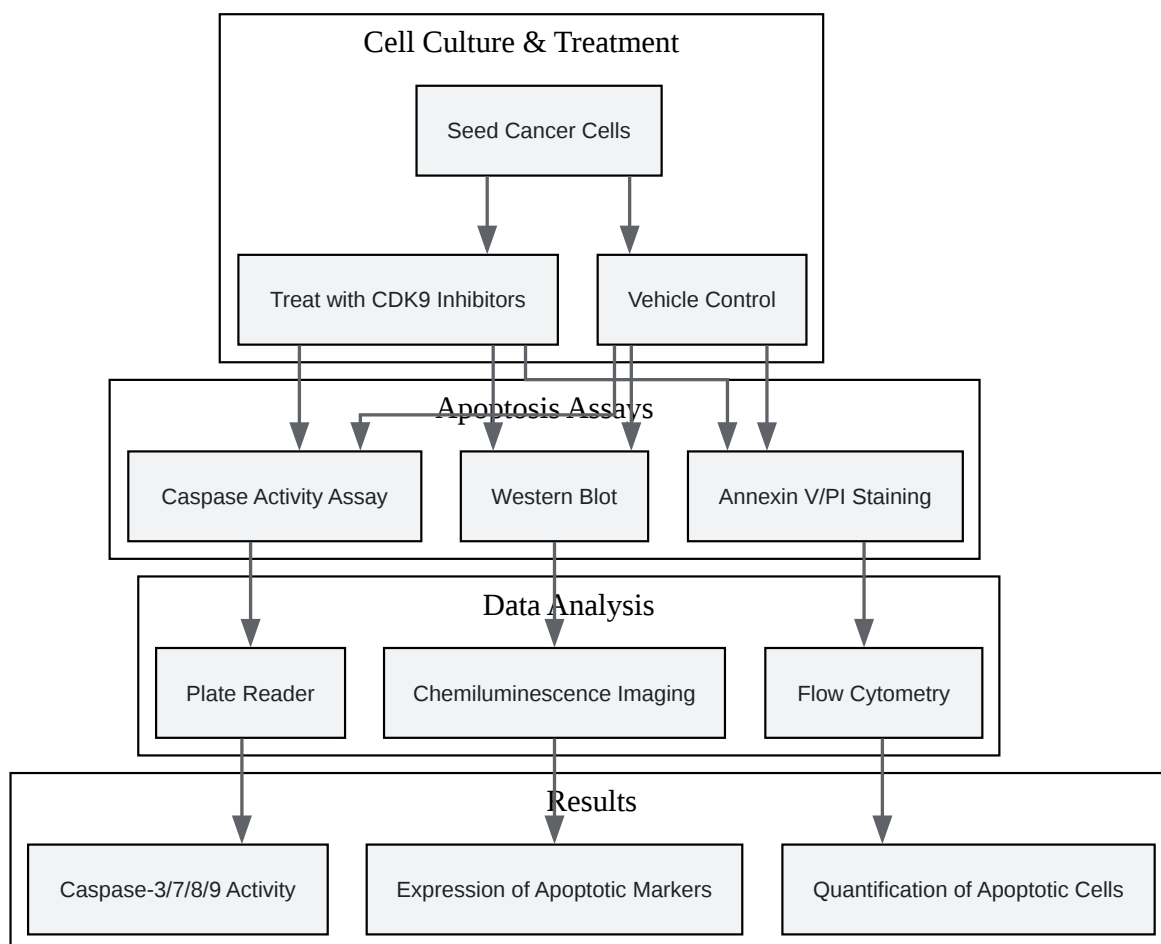 Cell Culture & Treatment
Seed Cancer Cells
Treat with CDK9 Inhibitors
Vehicle Control
Apoptosis Assays
Caspase Activity Assay
Western Blot
Annexin V/PI Staining
Data Analysis
Plate Reader
Chemiluminescence Imaging
Flow Cytometry
Results
Caspase-3/7/8/9 Activity
Expression of Apoptotic Markers
Quantification of Apoptotic Cells